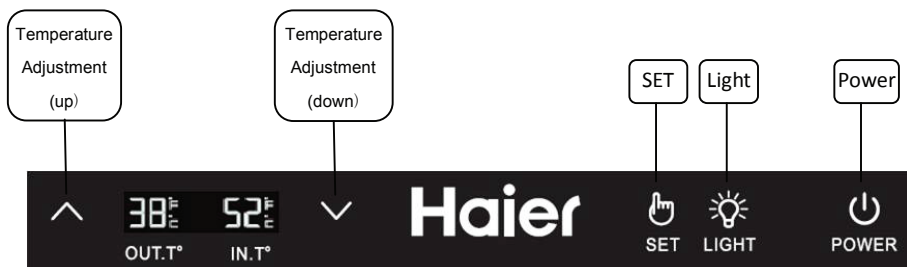 Temperature
Adjustment
(up)
Temperature
Adjustment
(down)
SET
Light
Power
38°F°C 52°F°C
Haier
OUT.T° IN.T°
SET LIGHT POWER